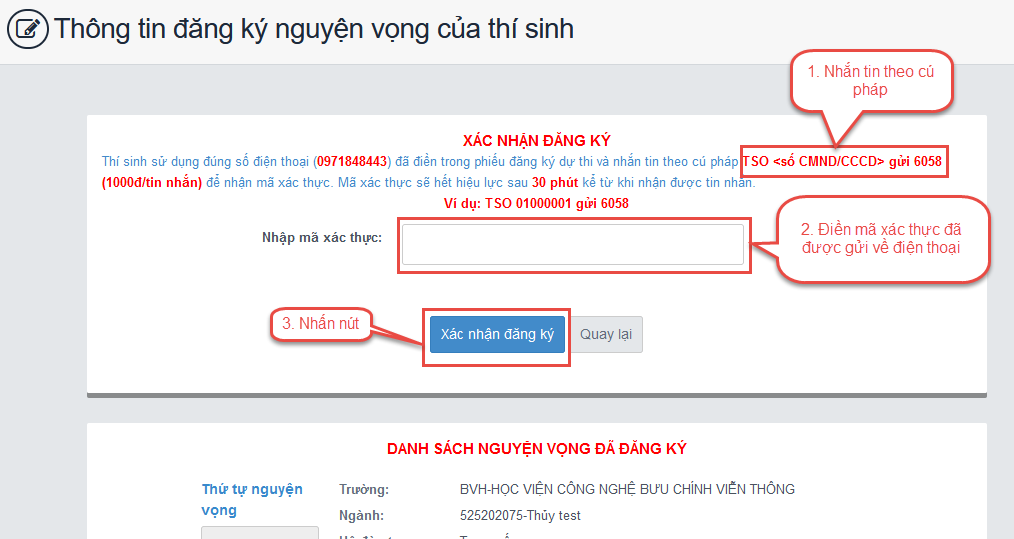 Thông tin đăng ký nguyện vọng của thí sinh
1. Nhắn tin theo cú
pháp
XÁC NHẬN ĐĂNG KÝ
Thí sinh sử dụng đúng số điện thoại (0971848443) đã điền trong phiếu đăng ký dự thi và nhắn tin theo cú pháp TSO <số CMND/CCCD> gửi 6058
(1000đ/tin nhắn) để nhận mã xác thực. Mã xác thực sẽ hết hiệu lực sau 30 phút kể từ khi nhận được tin nhắn.
Ví dụ: TSO 01000001 gửi 6058
Nhập mã xác thực:
2. Điền mã xác thực đã
được gửi về điện thoại
3. Nhấn nút
Xác nhận đăng ký
Quay lại
DANH SÁCH NGUYỆN VỌNG ĐÃ ĐĂNG KÝ
Thứ tự nguyện
vọng
Trường:
BVH-HỌC VIỆN CÔNG NGHỆ BƯU CHÍNH VIỄN THÔNG
Ngành:
525202075-Thủy test